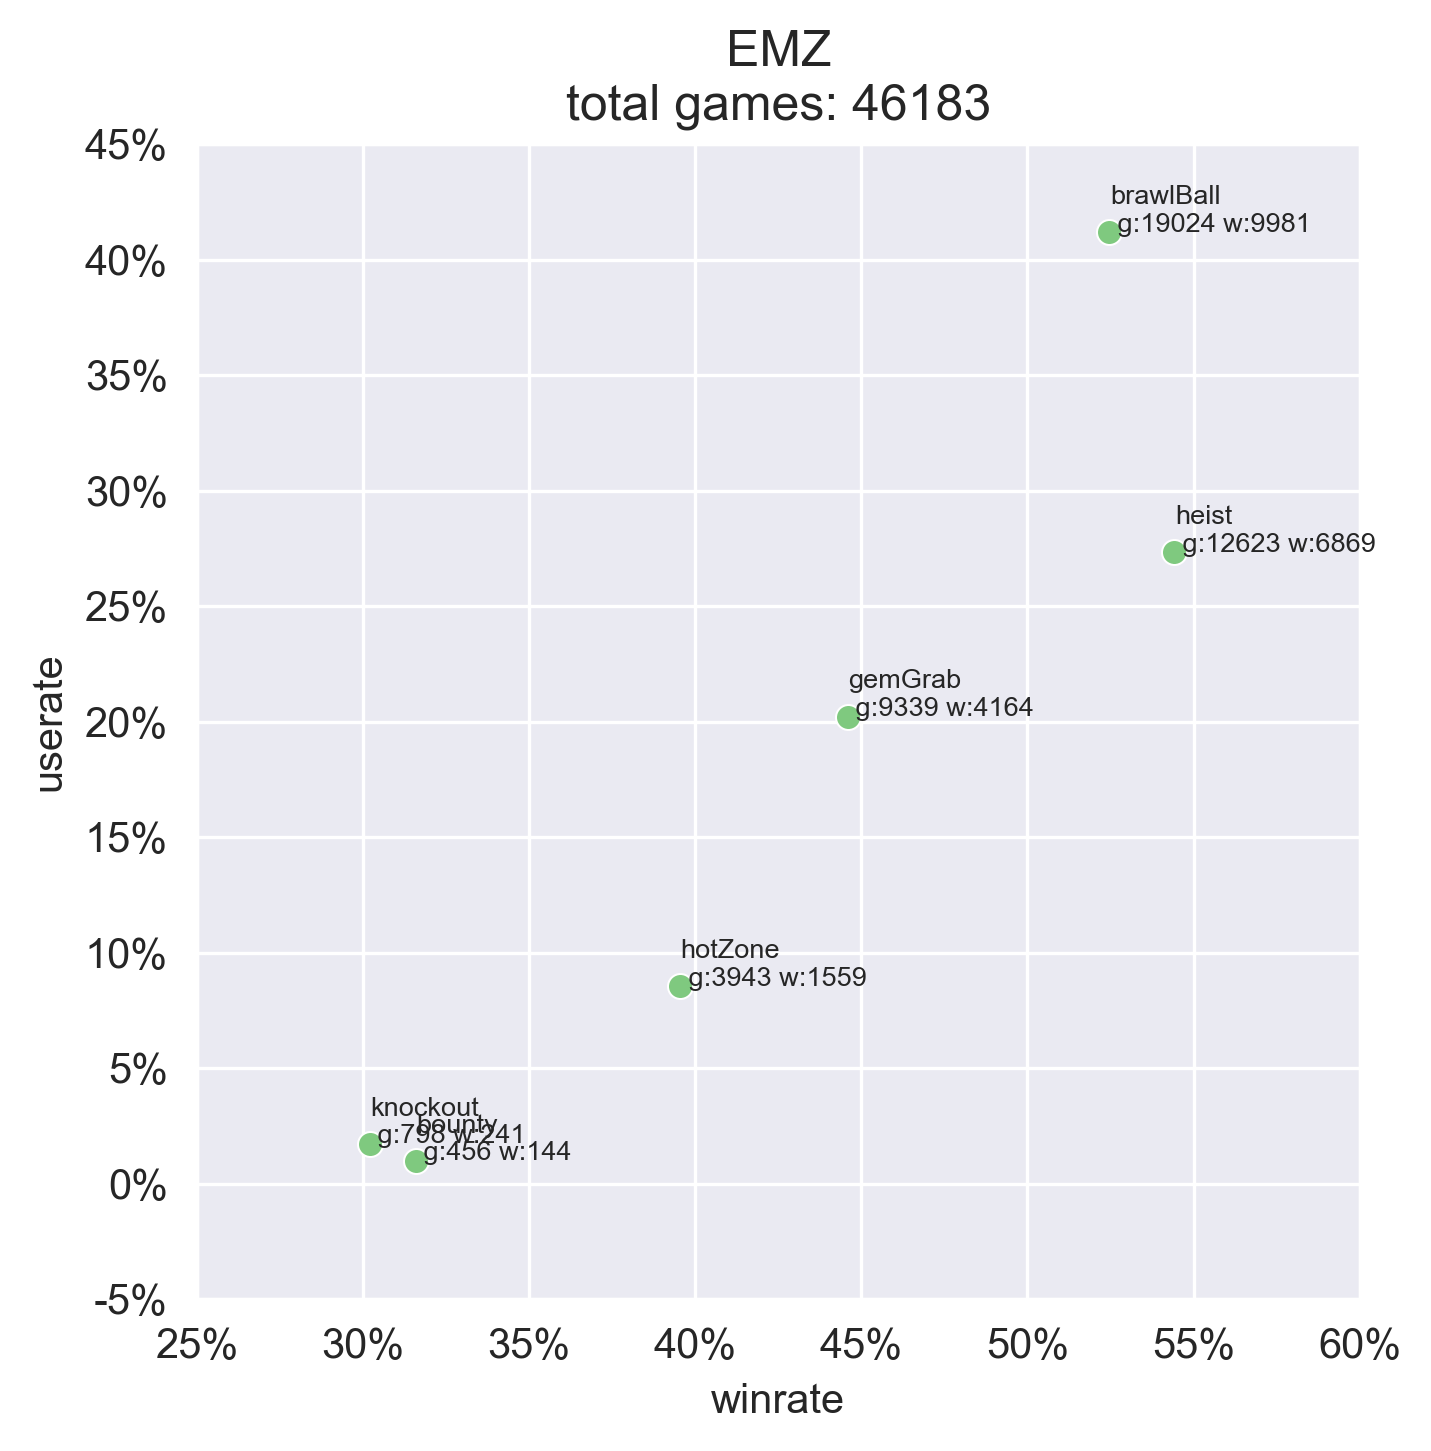 EMZ
total games: 46183
45%
40%
35%
30%
25%
20%
15%
10%
5%
0%
-5%
userate
brawlBall
g:19024 w:9981
heist
g:12623 w:6869
gemGrab
g:9339 w:4164
hotZone
g:3943 w:1559
knockout
g:798 w:241
bounty
g:456 w:144
25% 30% 35% 40% 45% 50% 55% 60%
winrate